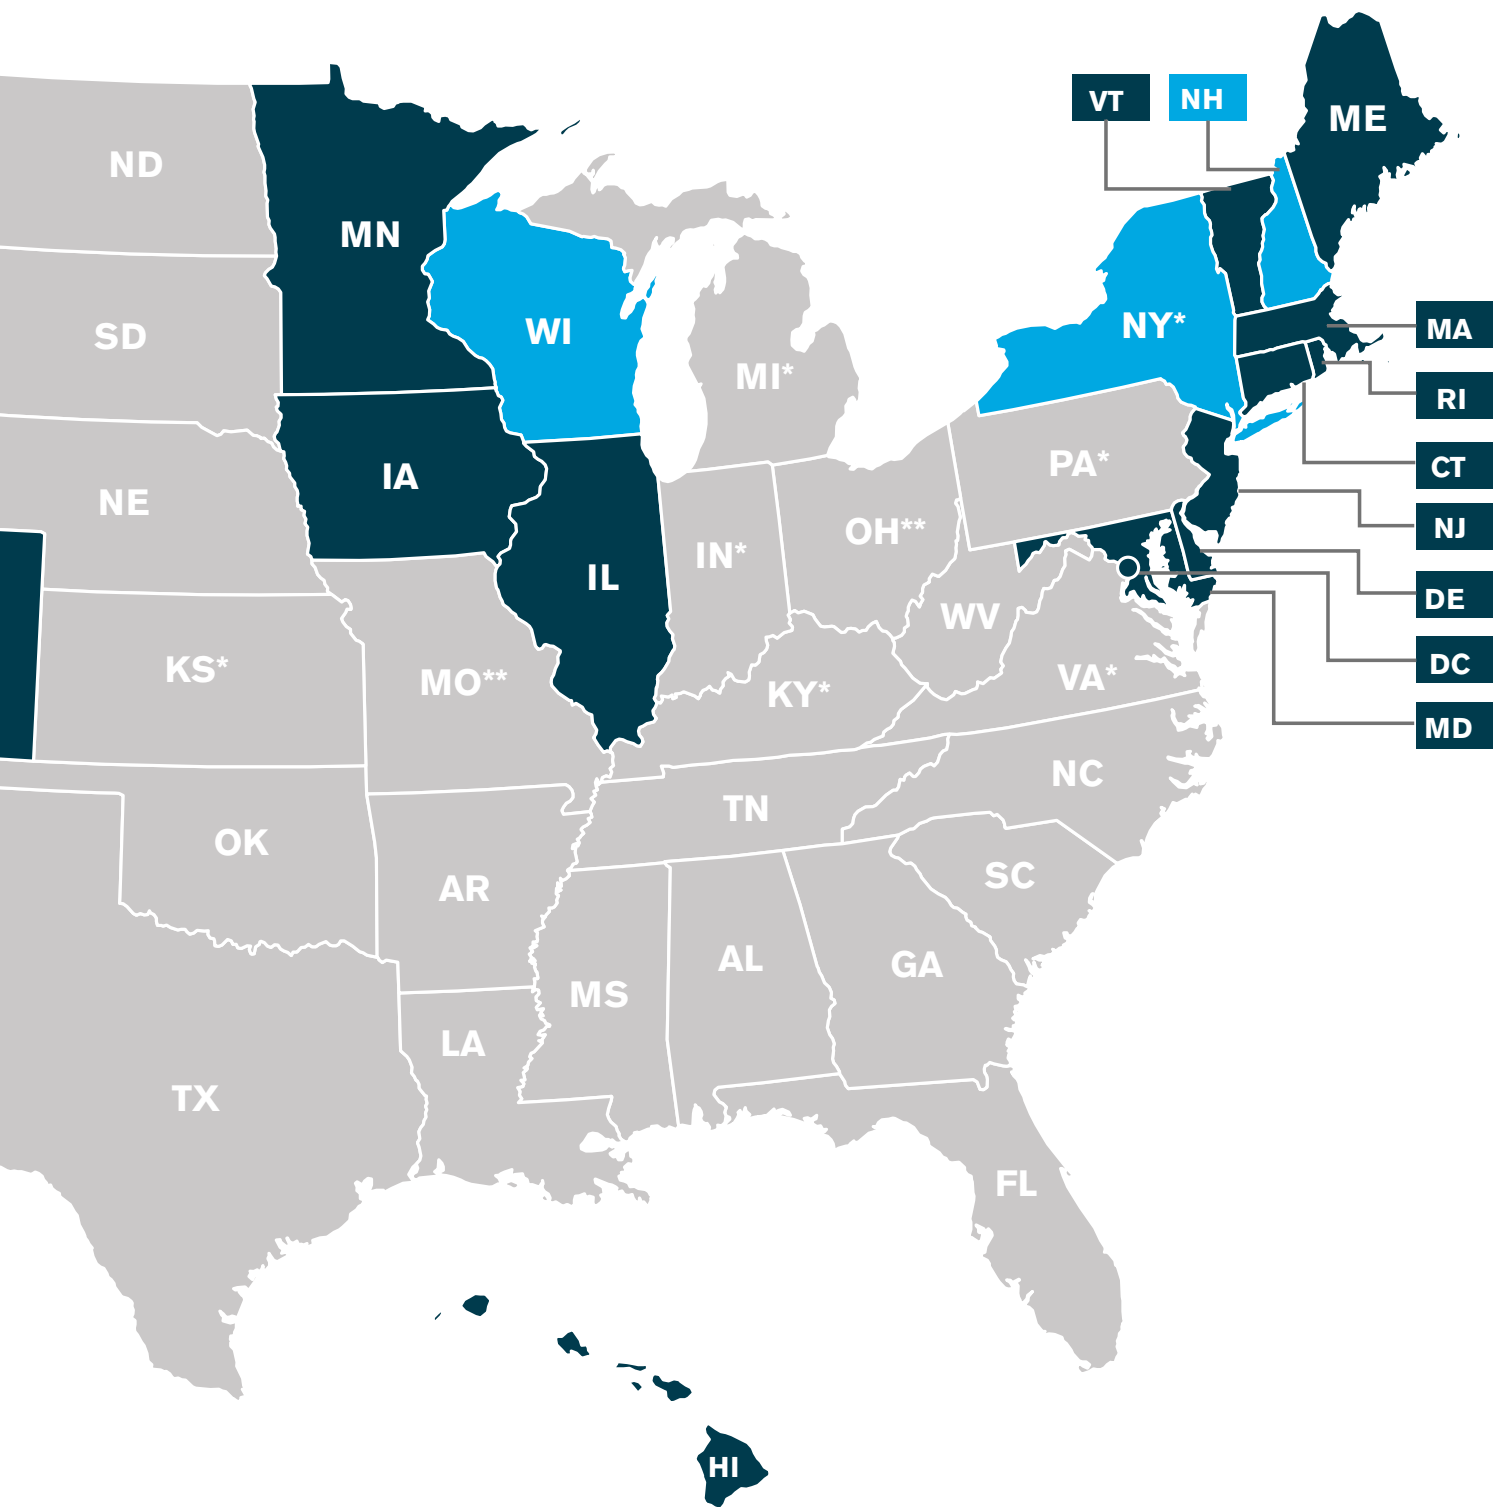 VT
NH
ME
ND
MN
SD
WI
NY*
MA
MI*
RI
IA
PA*
CT
NE
OH**
NJ
IN*
IL
DE
WV
KS*
MO**
KY*
VA*
DC
MD
NC
TN
OK
AR
SC
AL
GA
MS
LA
TX
FL
HI